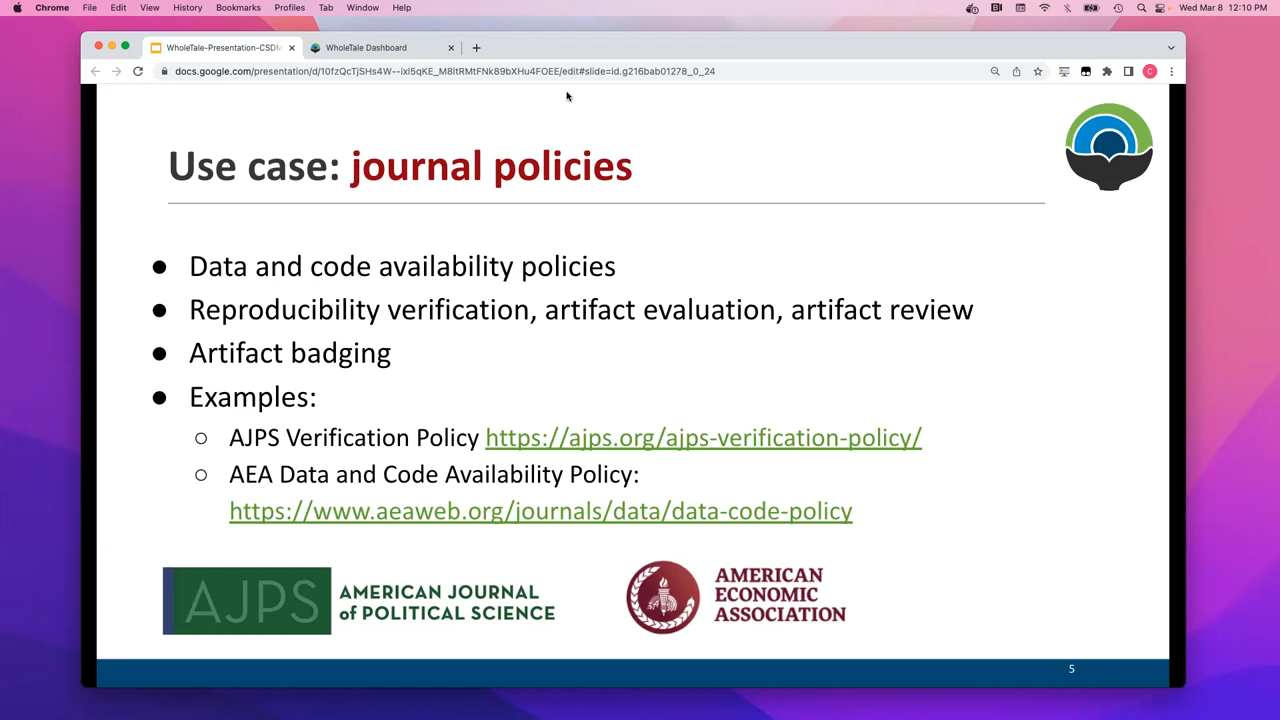 Chrome File Edit View History Bookmarks Profiles Tab Window Help Wed Mar 8 12:10 PM
WholeTale-Presentation-CSDM WholeTale Dashboard
docs.google.com/presentation/d/10fzQcTjSHs4W--ixl5qKE_M8ltRMtFNk89bXHu4FOEE/edit#slide=id.g216bab01278_0_24
C
Use case: journal policies
● Data and code availability policies
● Reproducibility verification, artifact evaluation, artifact review
● Artifact badging
● Examples:
○ AJPS Verification Policy https://ajps.org/ajps-verification-policy/
○ AEA Data and Code Availability Policy:
https://www.aeaweb.org/journals/data/data-code-policy
AJPS
AMERICAN JOURNAL
of POLITICAL SCIENCE
AMERICAN
ECONOMIC
ASSOCIATION
5